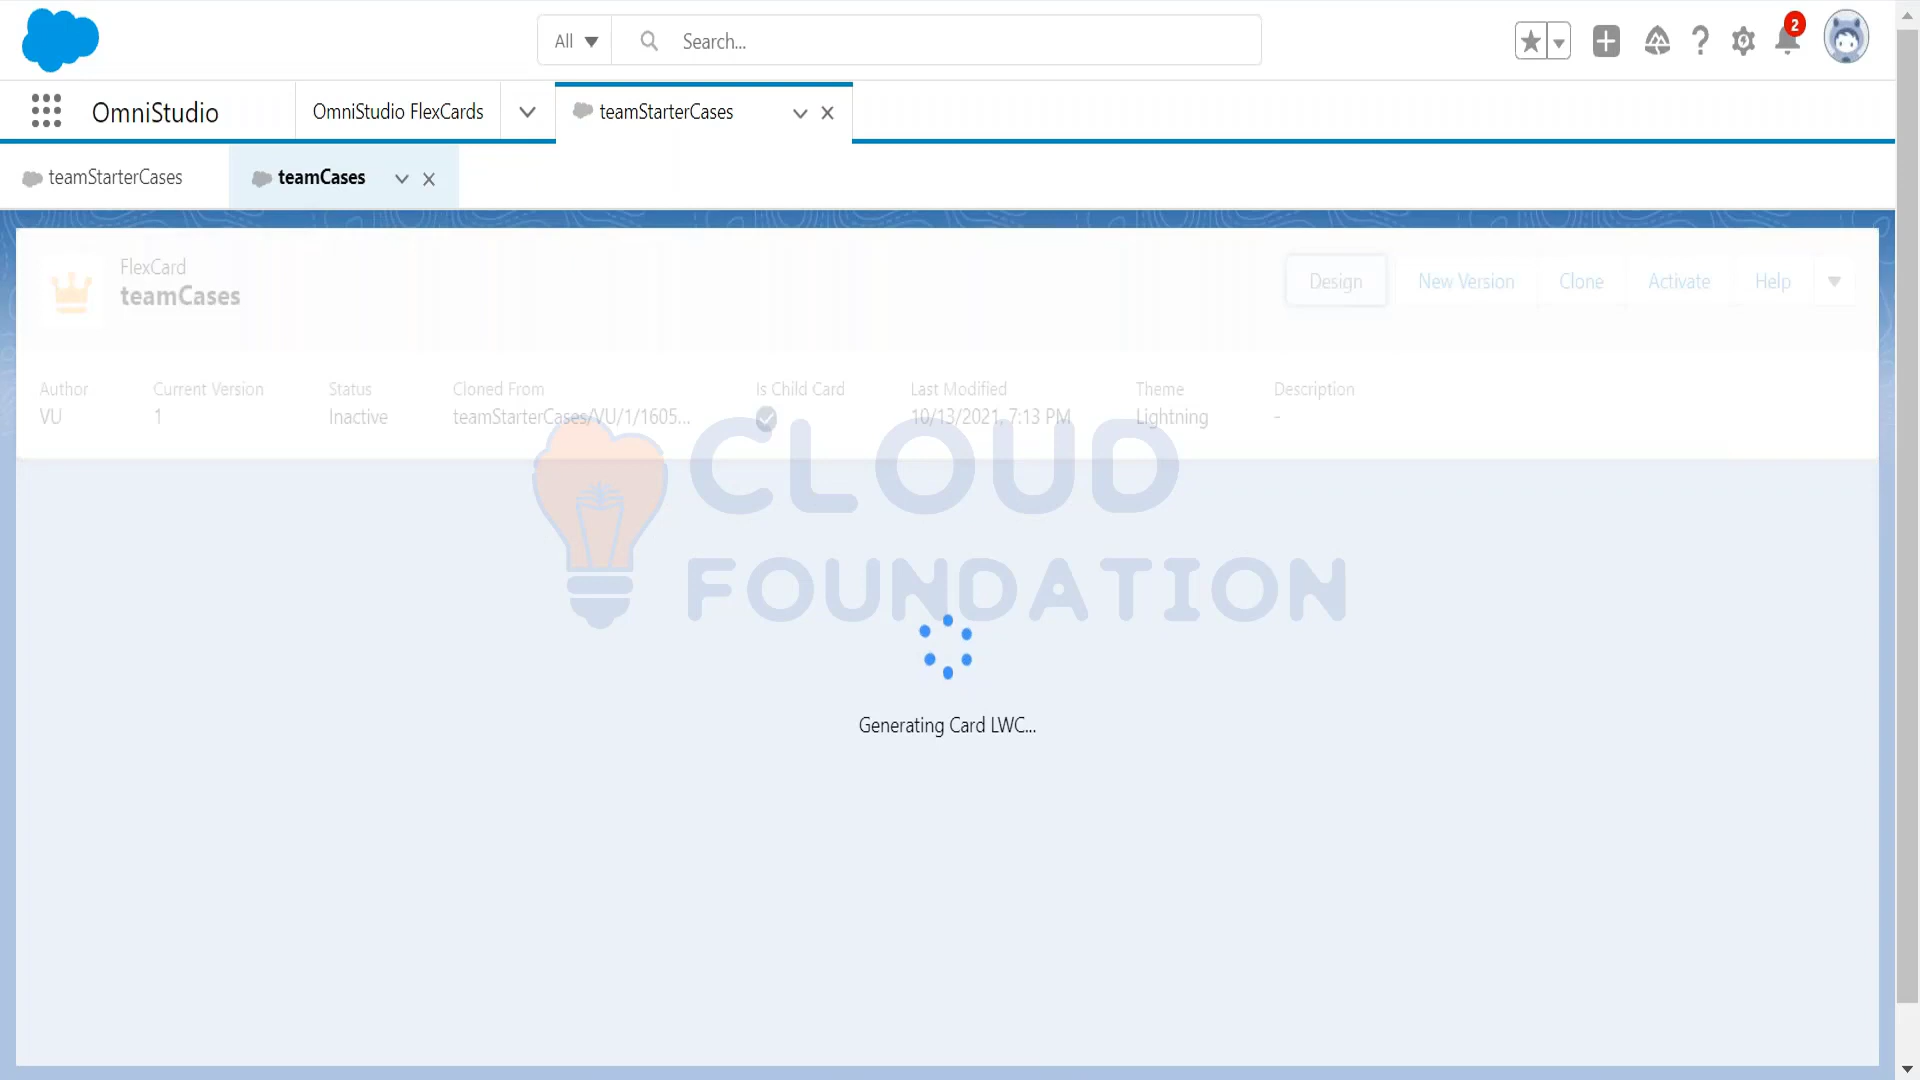 All
Search...
2
OmniStudio
OmniStudio FlexCards
teamStarterCases
teamStarterCases
teamCases
FlexCard
teamCases
Design
New Version
Clone
Activate
Help
Author
Current Version
Status
Cloned From
Is Child Card
Last Modified
Theme
Description
VU
1
Inactive
teamStarterCases/VU/1/1605...
10/13/2021, 7:13 PM
Lightning
-
CLOUD
FOUNDATION
Generating Card LWC...